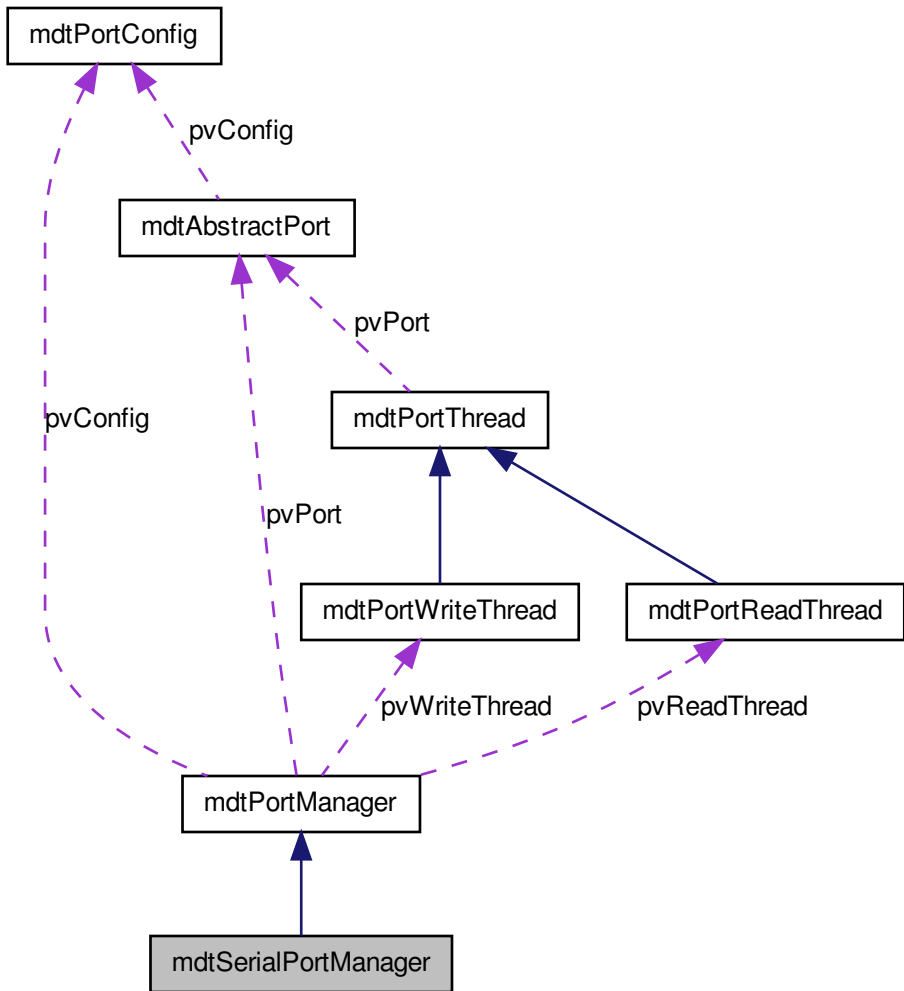 mdtPortConfig
pvConfig
mdtAbstractPort
pvPort
mdtPortThread
pvConfig
pvPort
mdtPortWriteThread
mdtPortReadThread
pvWriteThread
pvReadThread
mdtPortManager
mdtSerialPortManager